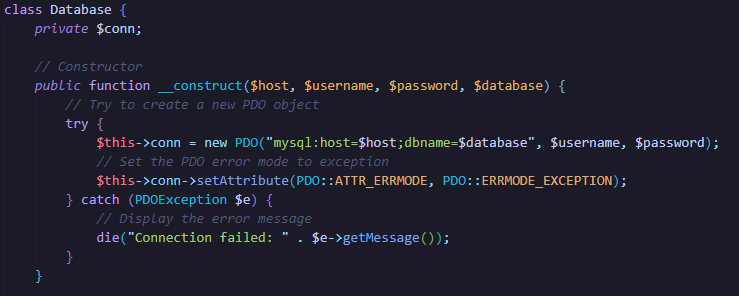 class Database {
    private $conn;

    // Constructor
    public function __construct($host, $username, $password, $database) {
        // Try to create a new PDO object
        try {
            $this->conn = new PDO("mysql:host=$host;dbname=$database", $username, $password);
            // Set the PDO error mode to exception
            $this->conn->setAttribute(PDO::ATTR_ERRMODE, PDO::ERRMODE_EXCEPTION);
        } catch (PDOException $e) {
            // Display the error message
            die("Connection failed: " . $e->getMessage());
        }
    }